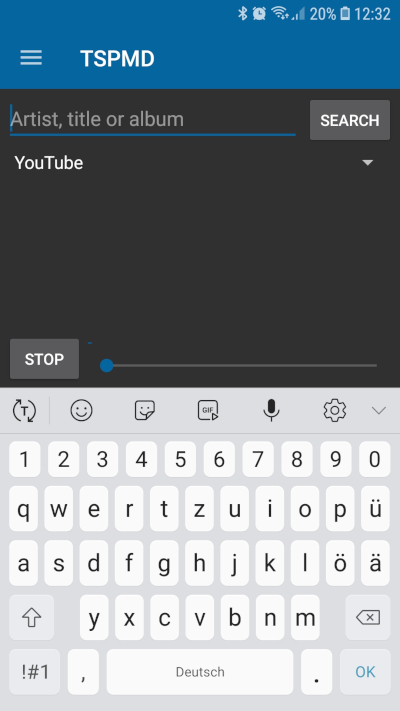 20% 12:32
TSPMD
Artist, title or album
SEARCH
YouTube
STOP
T
GIF
1 2 3 4 5 6 7 8 9 0
q w e r t z u i o p ü
a s d f g h j k l ö ä
y x c v b n m
!#1 , Deutsch . OK